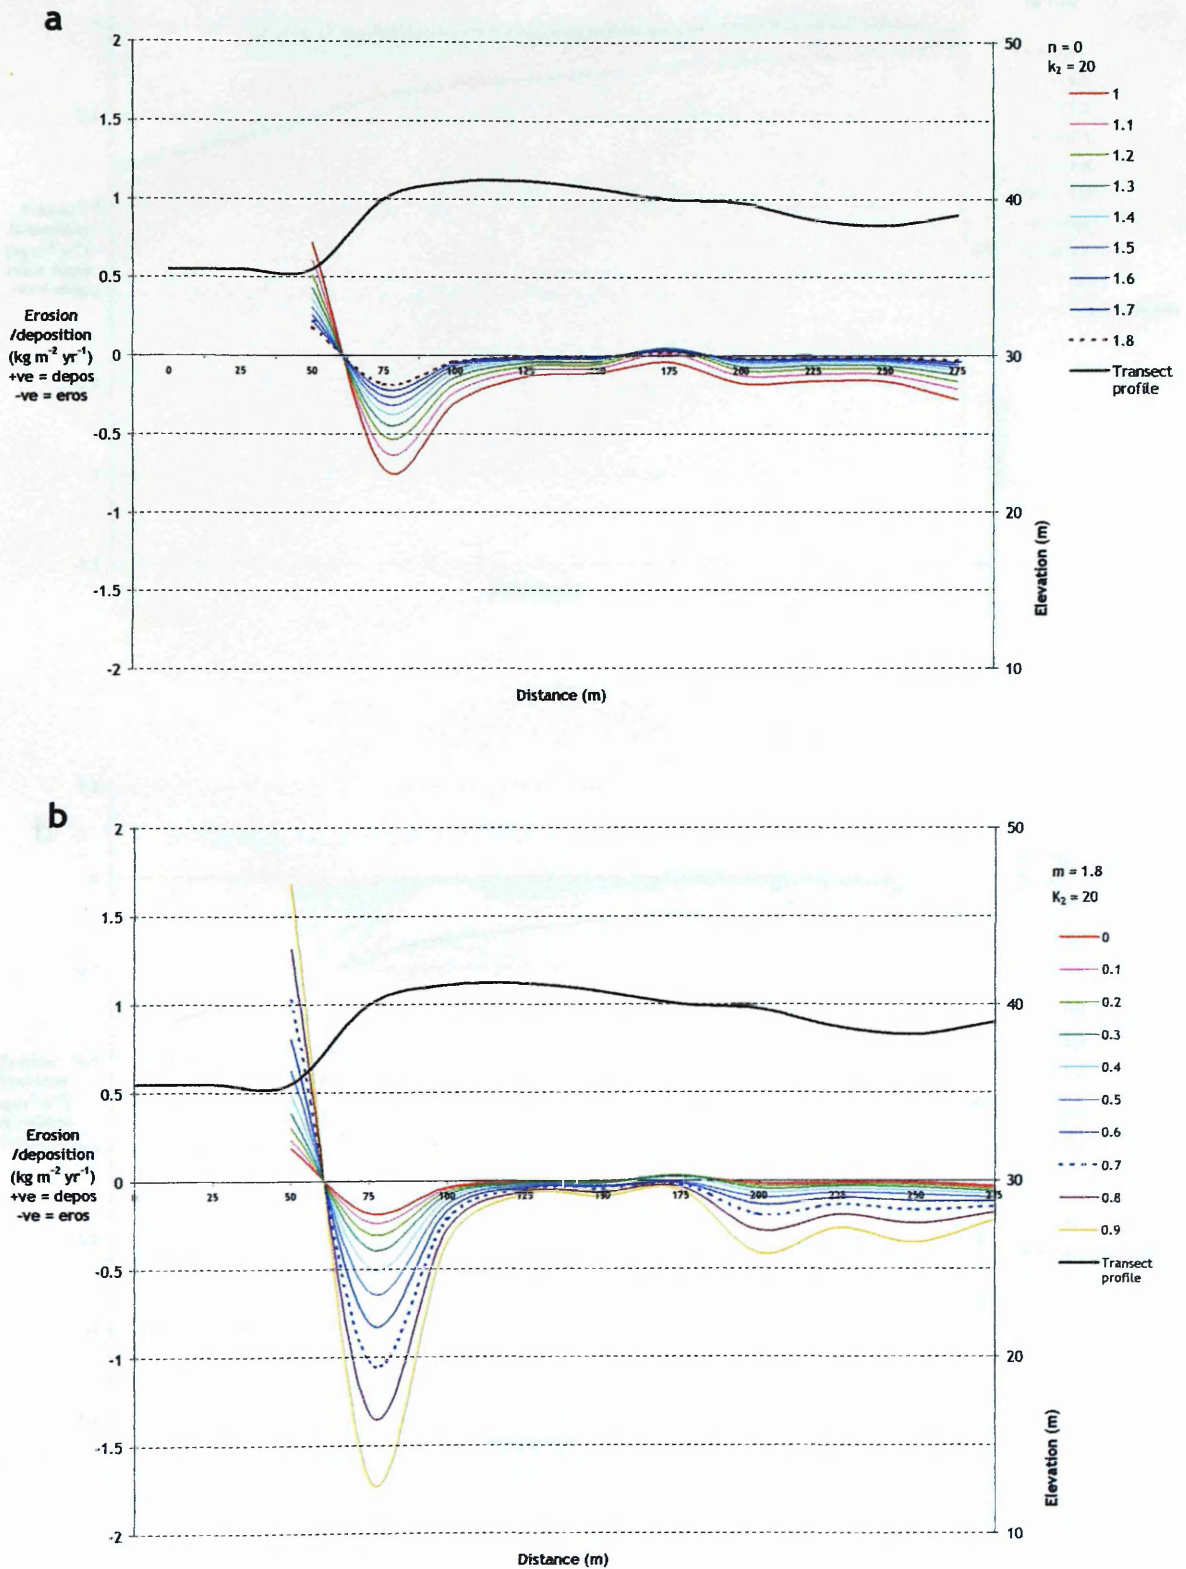 a
2
1.5
1
0.5
0
-0.5
-1
-1.5
-2
Erosion
/deposition
(kg m⁻² yr⁻¹)
+ve = depos
-ve = eros
0 25 50 75 100 125 150 175 200 225 250 275
50
40
30
20
10
Elevation (m)
Distance (m)
n = 0
k₂ = 20
1
1.1
1.2
1.3
1.4
1.5
1.6
1.7
1.8
Transect
profile
b
2
1.5
1
0.5
0
-0.5
-1
-1.5
-2
Erosion
/deposition
(kg m⁻² yr⁻¹)
+ve = depos
-ve = eros
0 25 50 75 100 125 150 175 200 225 250 275
50
40
30
20
10
Elevation (m)
Distance (m)
m = 1.8
K₂ = 20
0
0.1
0.2
0.3
0.4
0.5
0.6
0.7
0.8
0.9
Transect
profile